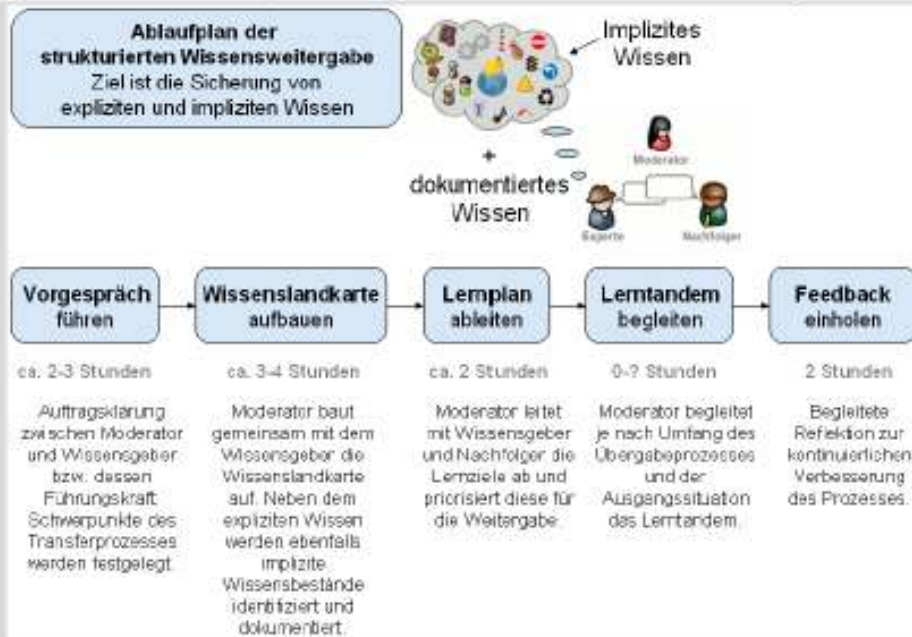 Ablaufplan der
strukturierten Wissensweitergabe
Ziel ist die Sicherung von
expliziten und impliziten Wissen
Implizites
Wissen
+
dokumentiertes
Wissen
Moderator
Experte
Nachfolger
Vorgespräch
führen
ca. 2-3 Stunden
Auftragsklärung
zwischen Moderator
und Wissensgeber
bzw. dessen
Führungskraft.
Schwerpunkte des
Transferprozesses
werden festgelegt.
Wissenslandkarte
aufbauen
ca. 3-4 Stunden
Moderator baut
gemeinsam mit dem
Wissensgeber die
Wissenslandkarte
auf. Neben dem
expliziten Wissen
werden ebenfalls
implizite
Wissensbestände
identifiziert und
dokumentiert.
Lernplan
ableiten
ca. 2 Stunden
Moderator leitet
mit Wissensgeber
und Nachfolger die
Lernziele ab und
priorisiert diese für
die Weitergabe.
Lerntandem
begleiten
0-? Stunden
Moderator begleitet
je nach Umfang des
Übergabeprozesses
und der
Ausgangssituation
das Lerntandem.
Feedback
einholen
2 Stunden
Begleitete
Reflektion zur
kontinuierlichen
Verbesserung
des Prozesses.